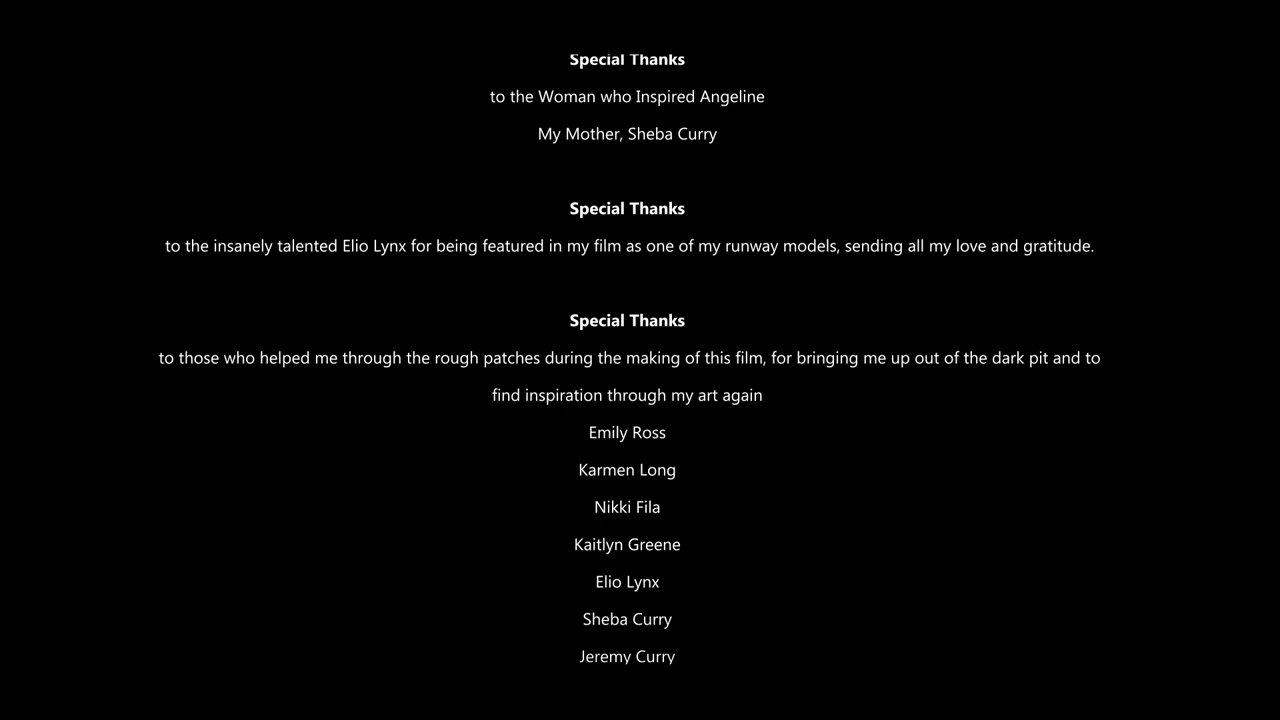 Special Thanks
to the Woman who Inspired Angeline
My Mother, Sheba Curry
Special Thanks
to the insanely talented Elio Lynx for being featured in my film as one of my runway models, sending all my love and gratitude.
Special Thanks
to those who helped me through the rough patches during the making of this film, for bringing me up out of the dark pit and to
find inspiration through my art again
Emily Ross
Karmen Long
Nikki Fila
Kaitlyn Greene
Elio Lynx
Sheba Curry
Jeremy Curry